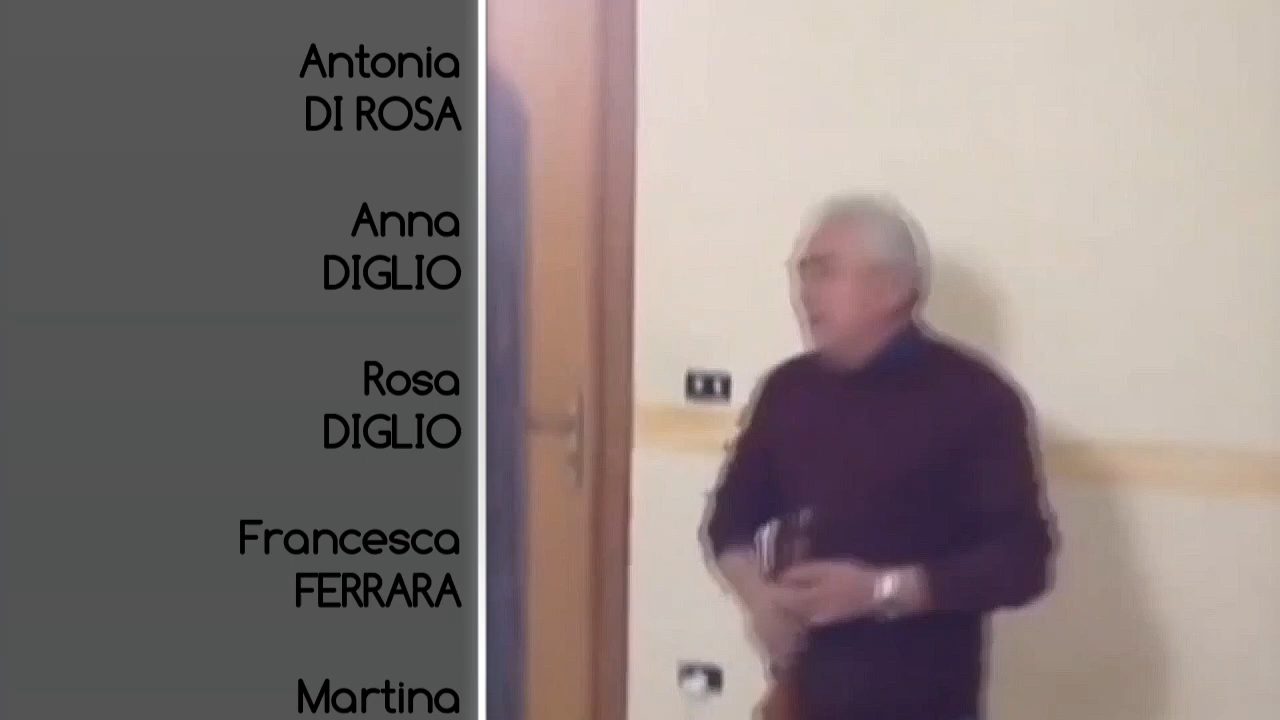 Antonia
DI ROSA
Anna
DIGLIO
Rosa
DIGLIO
Francesca
FERRARA
Martina